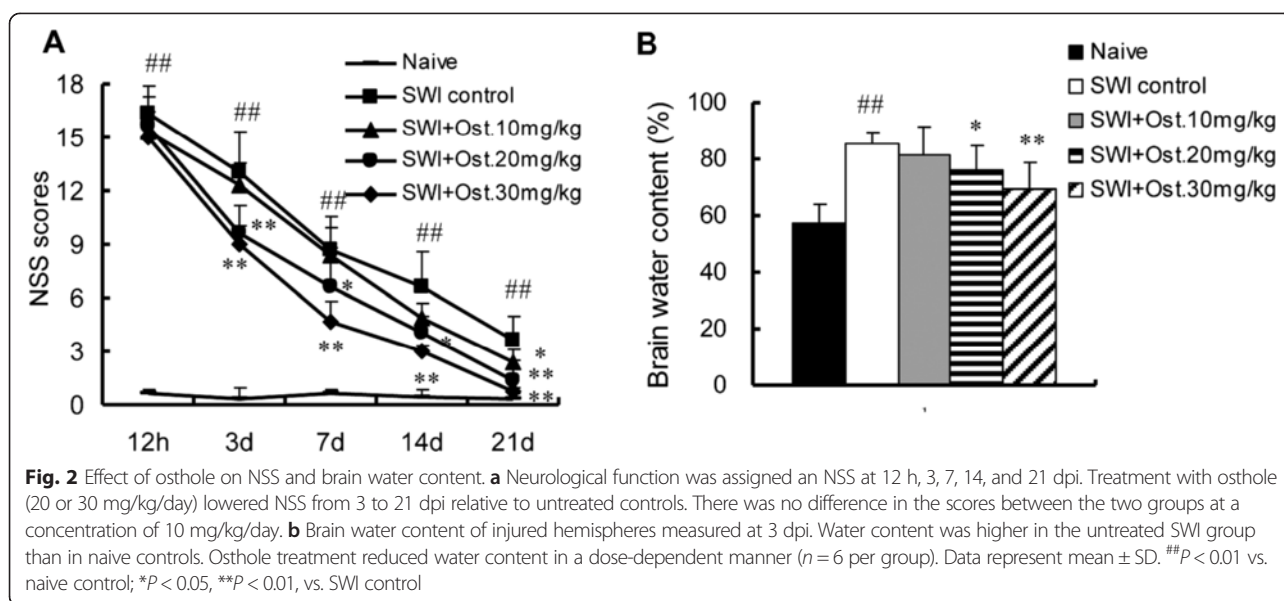 A
## 
Naive
SWI control
SWI+Ost.10mg/kg
SWI+Ost.20mg/kg
SWI+Ost.30mg/kg
NSS scores
18
15
12
9
6
3
0
##
##
##
##
**
**
*
**
*
**
*
**
**
12h 3d 7d 14d 21d
B
Naive
SWI control
SWI+Ost.10mg/kg
SWI+Ost.20mg/kg
SWI+Ost.30mg/kg
Brain water content (%)
100
80
60
40
20
0
##
*
**
Fig. 2 Effect of osthole on NSS and brain water content. a Neurological function was assigned an NSS at 12 h, 3, 7, 14, and 21 dpi. Treatment with osthole
(20 or 30 mg/kg/day) lowered NSS from 3 to 21 dpi relative to untreated controls. There was no difference in the scores between the two groups at a
concentration of 10 mg/kg/day. b Brain water content of injured hemispheres measured at 3 dpi. Water content was higher in the untreated SWI group
than in naive controls. Osthole treatment reduced water content in a dose-dependent manner (n = 6 per group). Data represent mean ± SD. ##P < 0.01 vs.
naive control; *P < 0.05, **P < 0.01, vs. SWI control